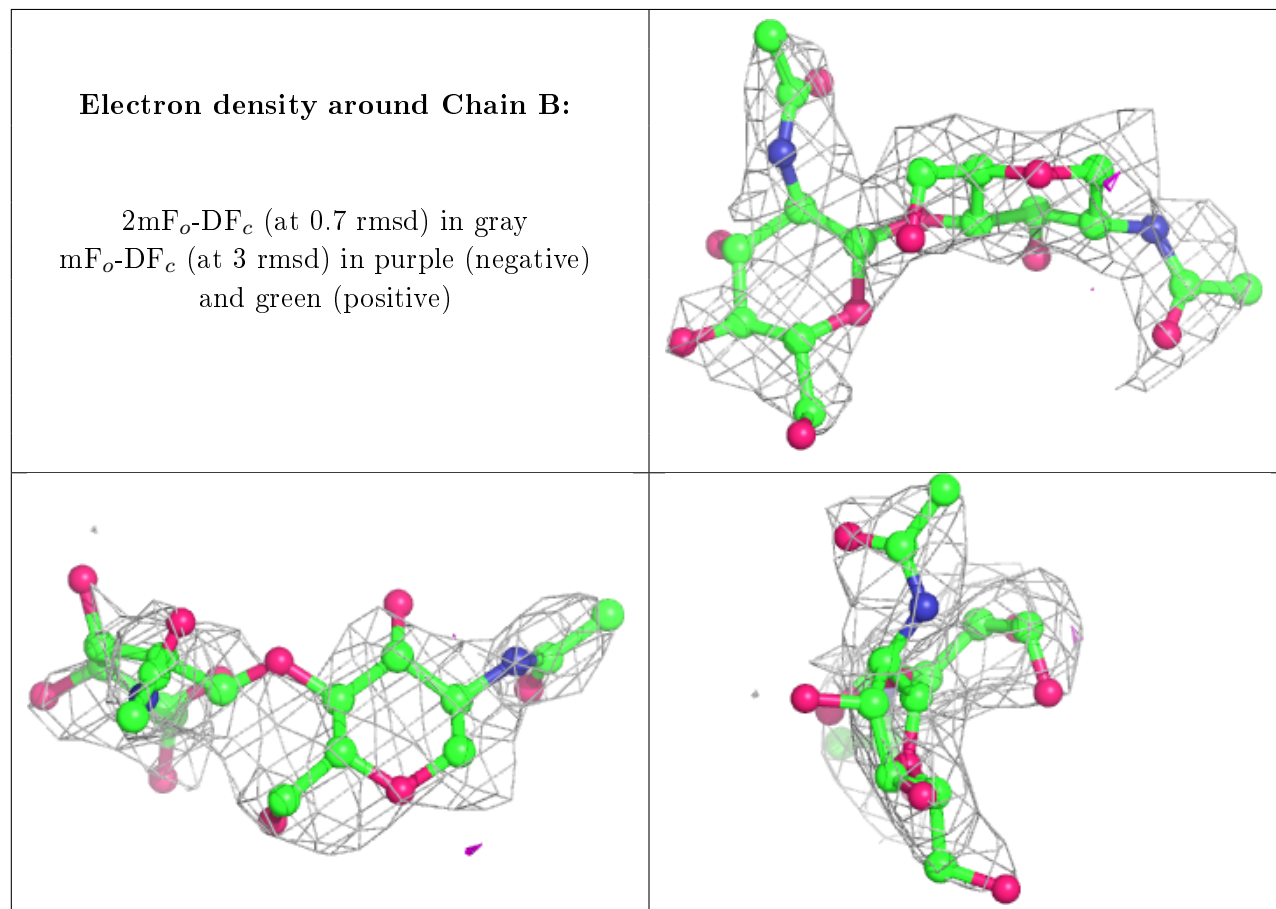 Electron density around Chain B:
2mFo-DFc (at 0.7 rmsd) in gray
mFo-DFc (at 3 rmsd) in purple (negative)
and green (positive)